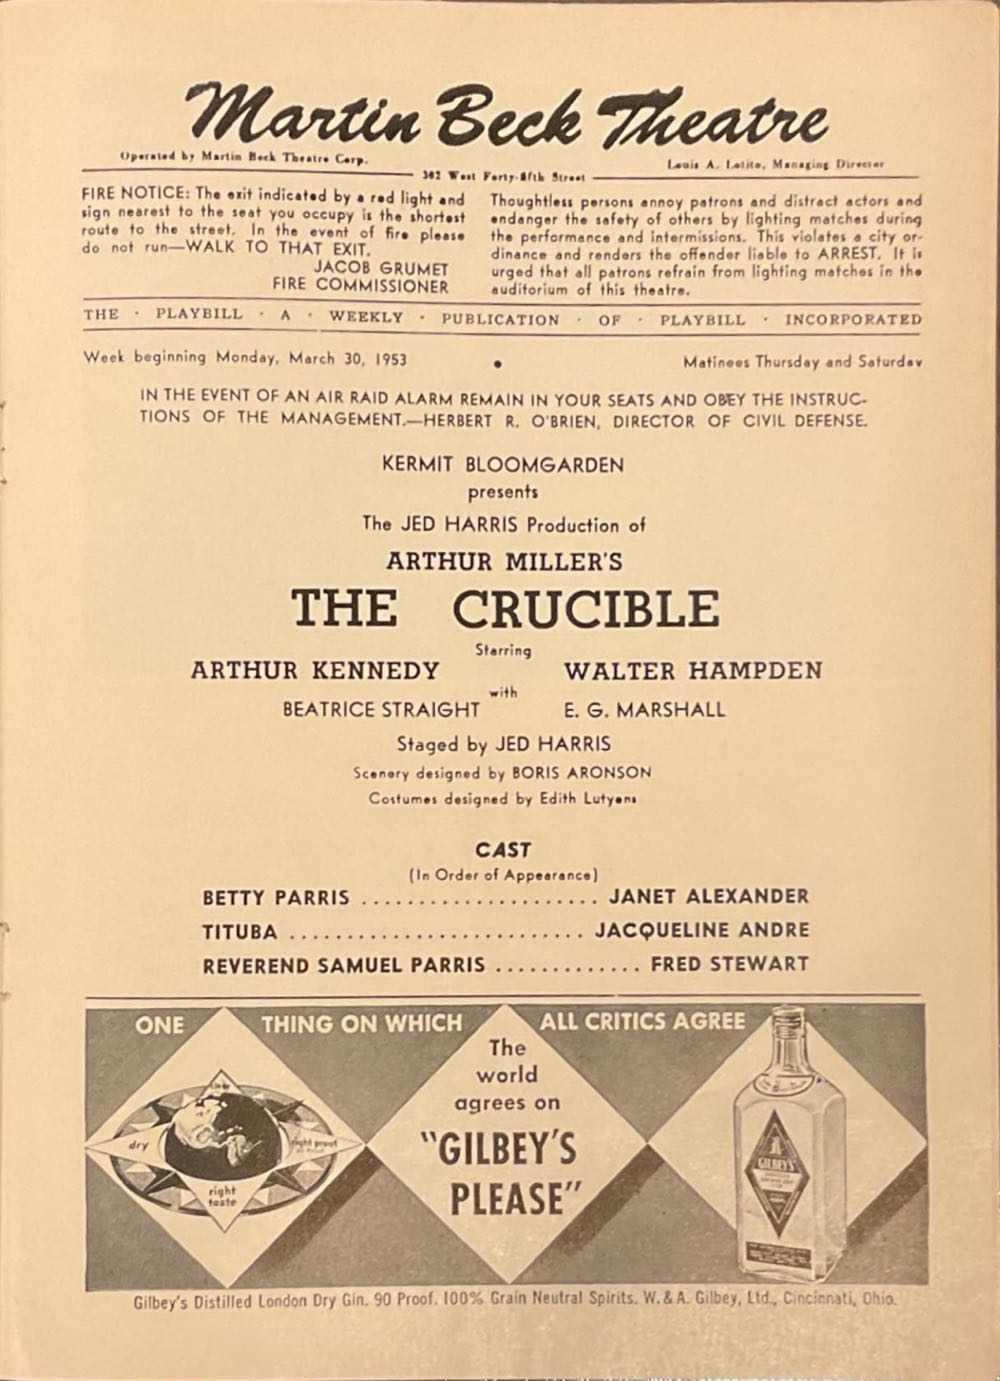 Martin Beck Theatre
Operated by Martin Beck Theatre Corp.
Louis A. Lotito, Managing Director
302 West Forty-fifth Street
FIRE NOTICE: The exit indicated by a red light and
sign nearest to the seat you occupy is the shortest
route to the street. In the event of fire please
do not run—WALK TO THAT EXIT.
JACOB GRUMET
FIRE COMMISSIONER
Thoughtless persons annoy patrons and distract actors and
endanger the safety of others by lighting matches during
the performance and intermissions. This violates a city or-
dinance and renders the offender liable to ARREST. It is
urged that all patrons refrain from lighting matches in the
auditorium of this theatre.
THE · PLAYBILL · A · WEEKLY · PUBLICATION · OF · PLAYBILL · INCORPORATED
Week beginning Monday, March 30, 1953 • Matinees Thursday and Saturday
IN THE EVENT OF AN AIR RAID ALARM REMAIN IN YOUR SEATS AND OBEY THE INSTRUC-
TIONS OF THE MANAGEMENT.—HERBERT R. O'BRIEN, DIRECTOR OF CIVIL DEFENSE.
KERMIT BLOOMGARDEN
presents
The JED HARRIS Production of
ARTHUR MILLER'S
THE CRUCIBLE
Starring
ARTHUR KENNEDY WALTER HAMPDEN
with
BEATRICE STRAIGHT E. G. MARSHALL
Staged by JED HARRIS
Scenery designed by BORIS ARONSON
Costumes designed by Edith Lutyens
CAST
(In Order of Appearance)
BETTY PARRIS ..................... JANET ALEXANDER
TITUBA .......................... JACQUELINE ANDRE
REVEREND SAMUEL PARRIS ............. FRED STEWART
ONE THING ON WHICH ALL CRITICS AGREE
The
world
agrees on
"GILBEY'S
PLEASE"
clear
dry
right proof
right
taste
GILBEY'S
Gilbey's Distilled London Dry Gin. 90 Proof. 100% Grain Neutral Spirits. W. & A. Gilbey, Ltd., Cincinnati, Ohio.